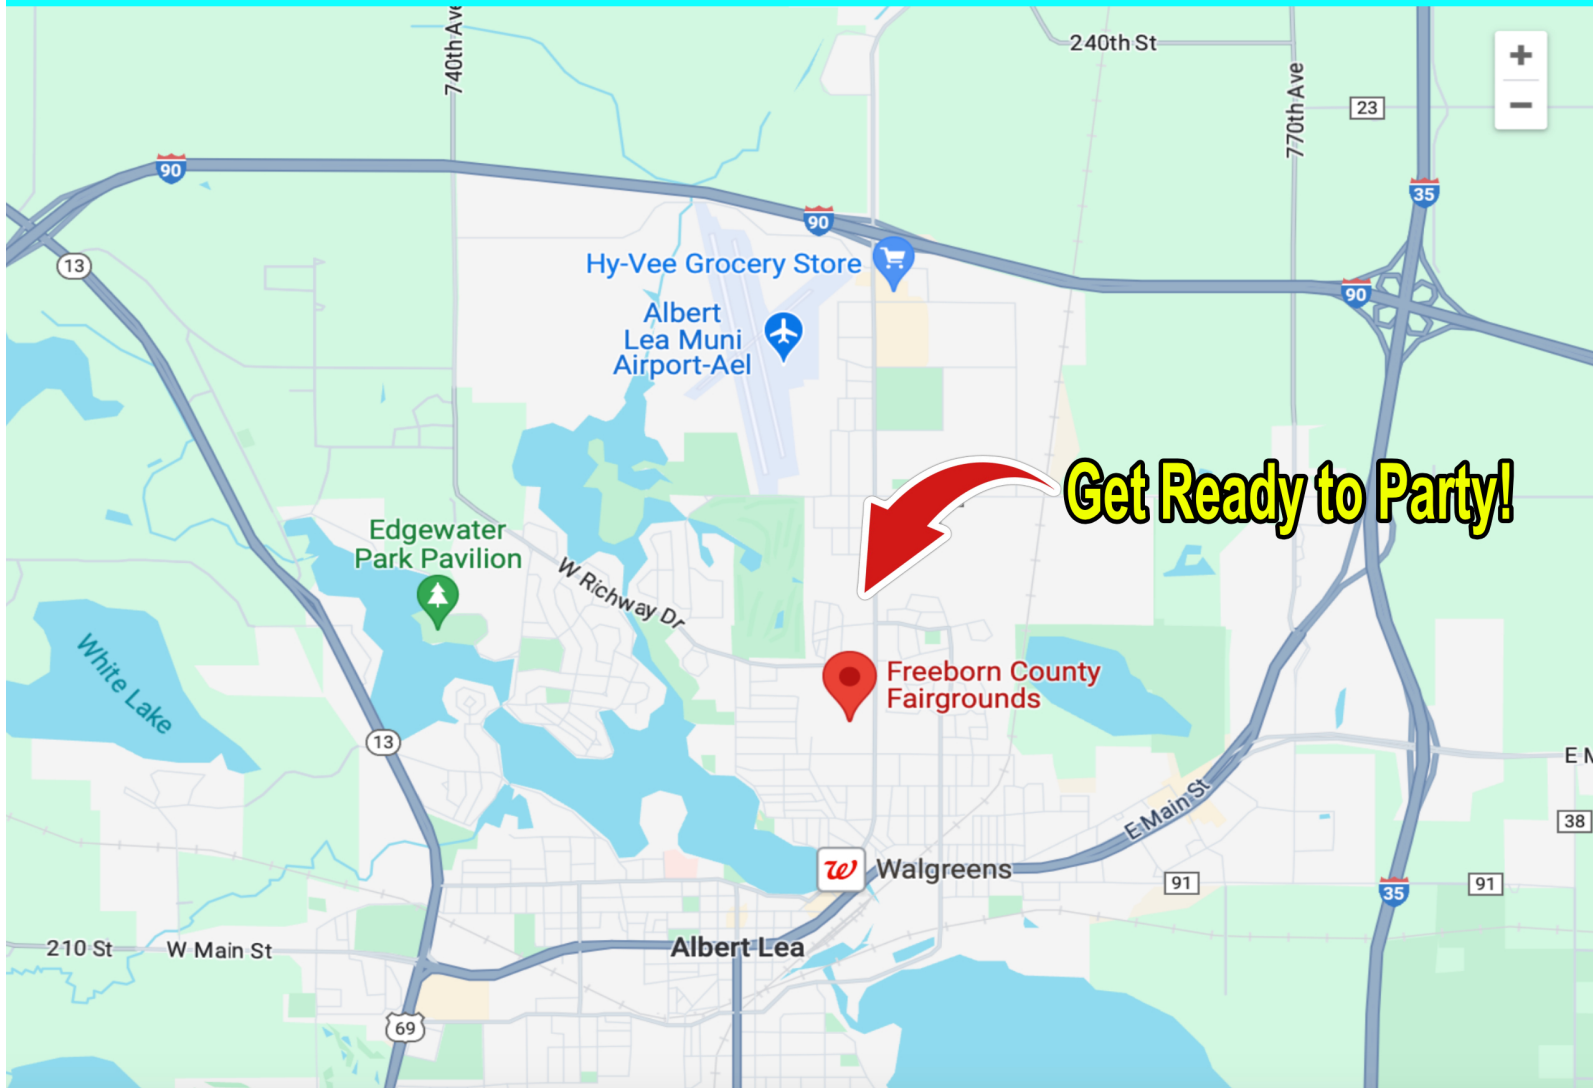 740th Ave
240th St
770th Ave
23
+
−
90
35
90
13
Hy-Vee Grocery Store
90
Albert
Lea Muni
Airport-Ael
Get Ready to Party!
Edgewater
Park Pavilion
W Richway Dr
White Lake
Freeborn County
Fairgrounds
13
E M
E Main St
38
W
Walgreens
91
35
91
210 St
W Main St
Albert Lea
69